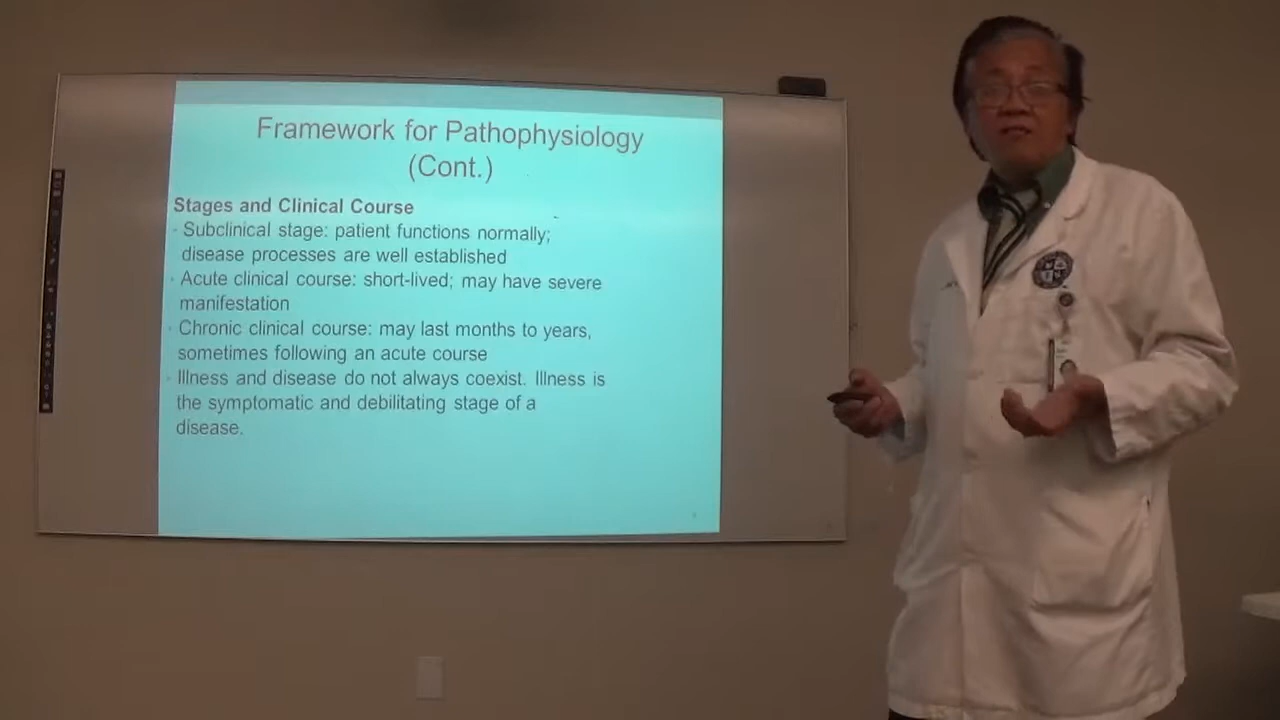 Framework for Pathophysiology
(Cont.)
Stages and Clinical Course
Subclinical stage: patient functions normally;
disease processes are well established
Acute clinical course: short-lived; may have severe
manifestation
Chronic clinical course: may last months to years,
sometimes following an acute course
Illness and disease do not always coexist. Illness is
the symptomatic and debilitating stage of a
disease.